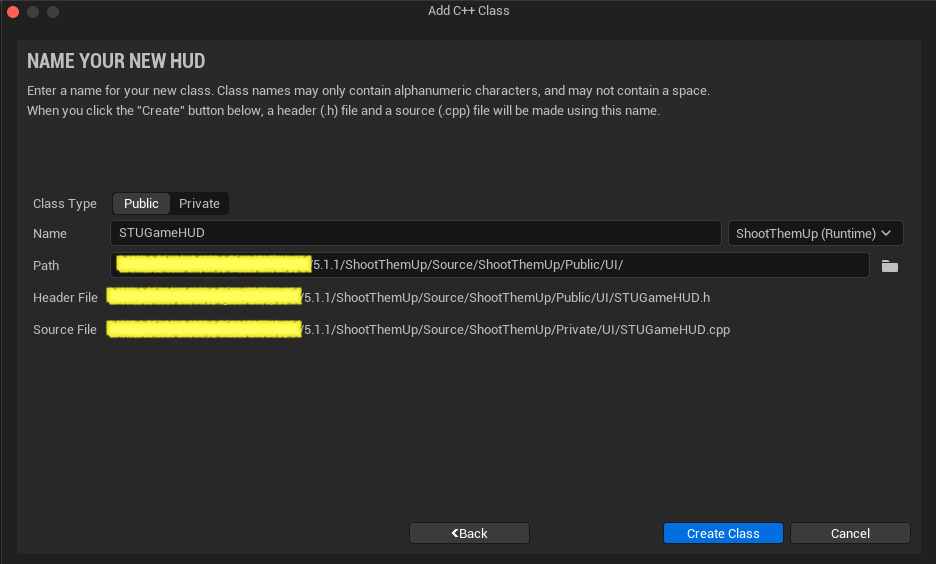 Add C++ Class
NAME YOUR NEW HUD
Enter a name for your new class. Class names may only contain alphanumeric characters, and may not contain a space.
When you click the "Create" button below, a header (.h) file and a source (.cpp) file will be made using this name.
Class Type Public Private
Name STUGameHUD ShootThemUp (Runtime)
Path /5.1.1/ShootThemUp/Source/ShootThemUp/Public/UI/
Header File /5.1.1/ShootThemUp/Source/ShootThemUp/Public/UI/STUGameHUD.h
Source File /5.1.1/ShootThemUp/Source/ShootThemUp/Private/UI/STUGameHUD.cpp
Back Create Class Cancel